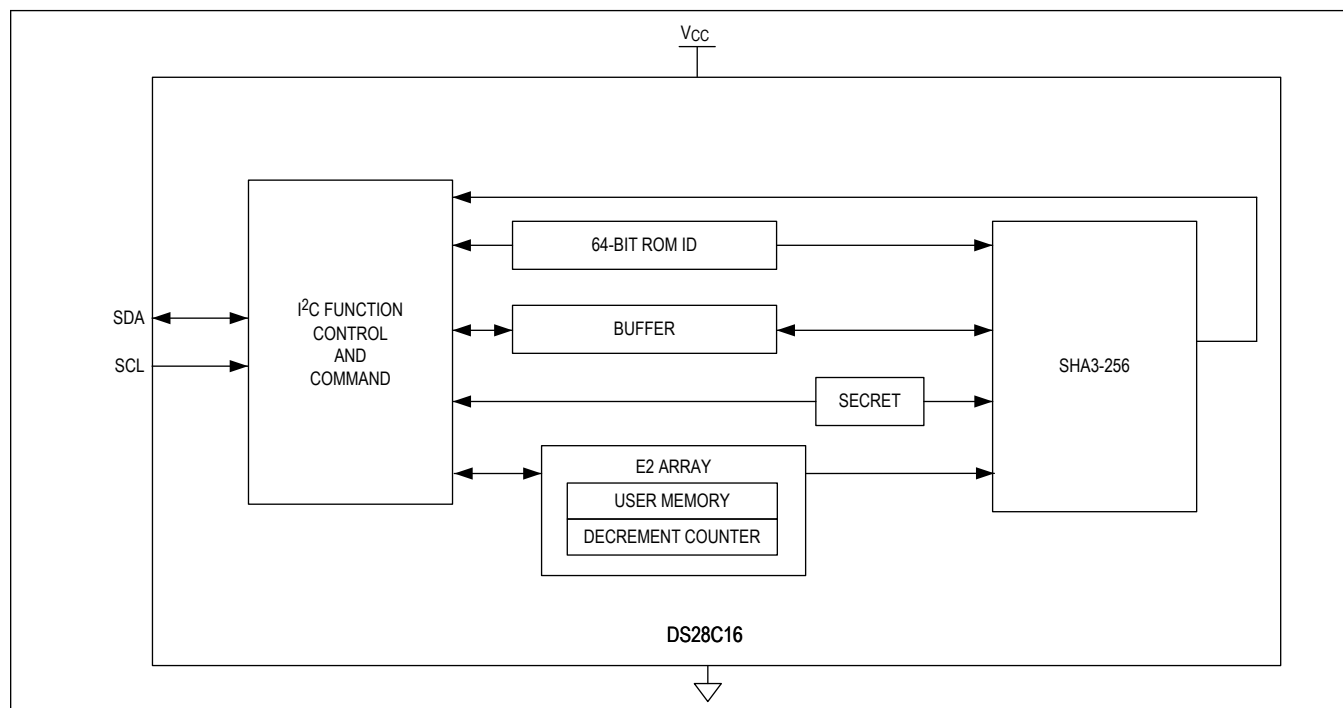 VCC
64-BIT ROM ID
SDA
SCL
I2C FUNCTION
CONTROL
AND
COMMAND
BUFFER
SHA3-256
SECRET
E2 ARRAY
USER MEMORY
DECREMENT COUNTER
DS28C16